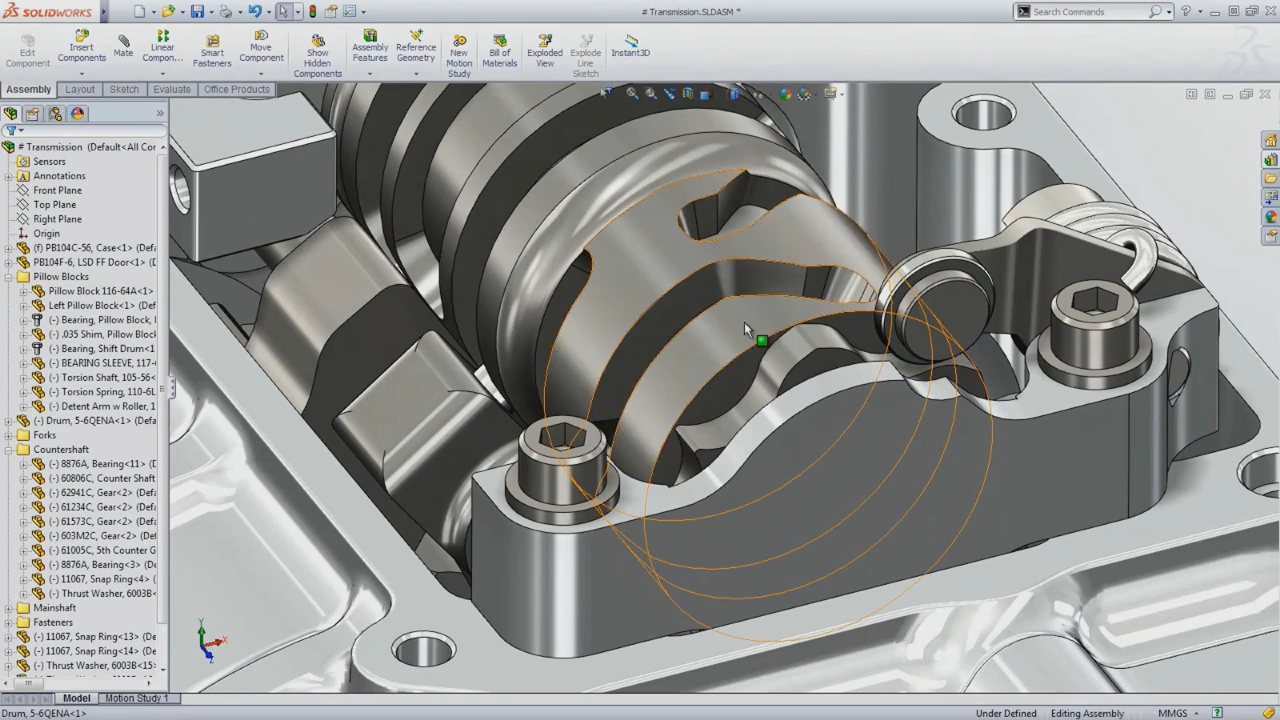 SOLIDWORKS
# Transmission.SLDASM *
Search Commands
Edit Component
Insert Components
Mate
Linear Compon...
Smart Fasteners
Move Component
Show Hidden Components
Assembly Features
Reference Geometry
New Motion Study
Bill of Materials
Exploded View
Explode Line Sketch
Instant3D
Assembly
Layout
Sketch
Evaluate
Office Products
# Transmission (Default<All Cor
Sensors
Annotations
Front Plane
Top Plane
Right Plane
Origin
(f) PB104C-56, Case<1> (Defa
PB104F-6, LSD FF Door<1> (D
Pillow Blocks
Pillow Block 116-64A<1> (
Left Pillow Block<1> (Def
(-) Bearing, Pillow Block, I
(-) .035 Shim, Pillow Block
(-) Bearing, Shift Drum<1>
(-) BEARING SLEEVE, 117-
(-) Torsion Shaft, 105-56<
(-) Torsion Spring, 110-6L
(-) Detent Arm w Roller, 1
(-) Drum, 5-6QENA<1> (Defa
Forks
Countershaft
(-) 8876A, Bearing<11> (D
(-) 60806C, Counter Shaft
(-) 62941C, Gear<2> (Defa
(-) 61234C, Gear<2> (Defa
(-) 61573C, Gear<2> (Defa
(-) 603M2C, Gear<2> (Def
(-) 61005C, 5th Counter G
(-) 8876A, Bearing<3> (De
(-) 11067, Snap Ring<4> (D
(-) Thrust Washer, 6003B<
Mainshaft
Fasteners
(-) 11067, Snap Ring<13> (De
(-) 11067, Snap Ring<14> (De
(-) Thrust Washer, 6003B<15>
Model
Motion Study 1
Drum, 5-6QENA<1>
Under Defined
Editing Assembly
MMGS
Y
X
Z